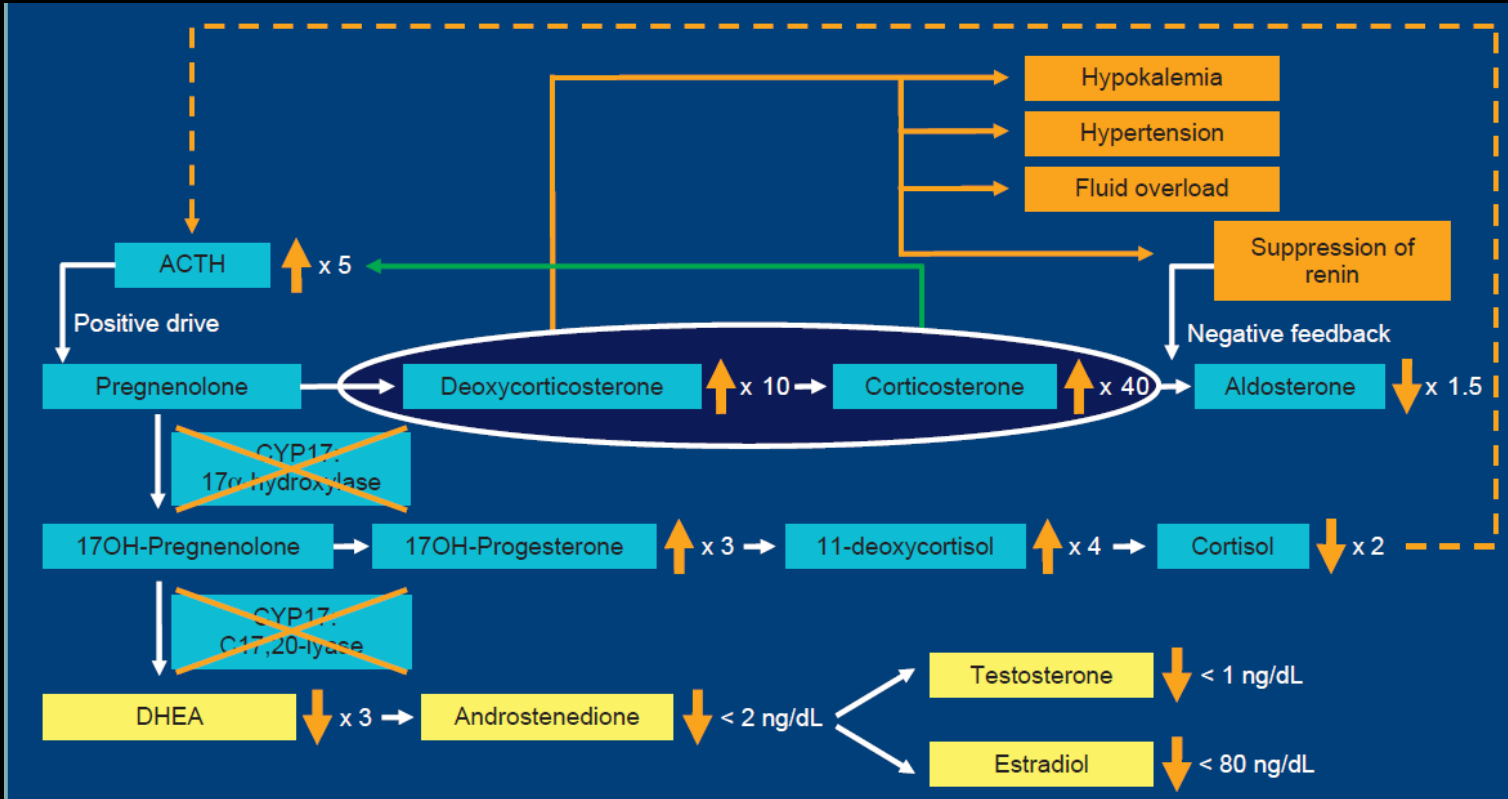 Hypokalemia
Hypertension
Fluid overload
Suppression of
renin
ACTH
x 5
Positive drive
Negative feedback
Pregnenolone
Deoxycorticosterone
x 10
Corticosterone
x 40
Aldosterone
x 1.5
CYP17:
17α-hydroxylase
17OH-Pregnenolone
17OH-Progesterone
x 3
11-deoxycortisol
x 4
Cortisol
x 2
CYP17:
C17,20-lyase
DHEA
x 3
Androstenedione
< 2 ng/dL
Testosterone
< 1 ng/dL
Estradiol
< 80 ng/dL